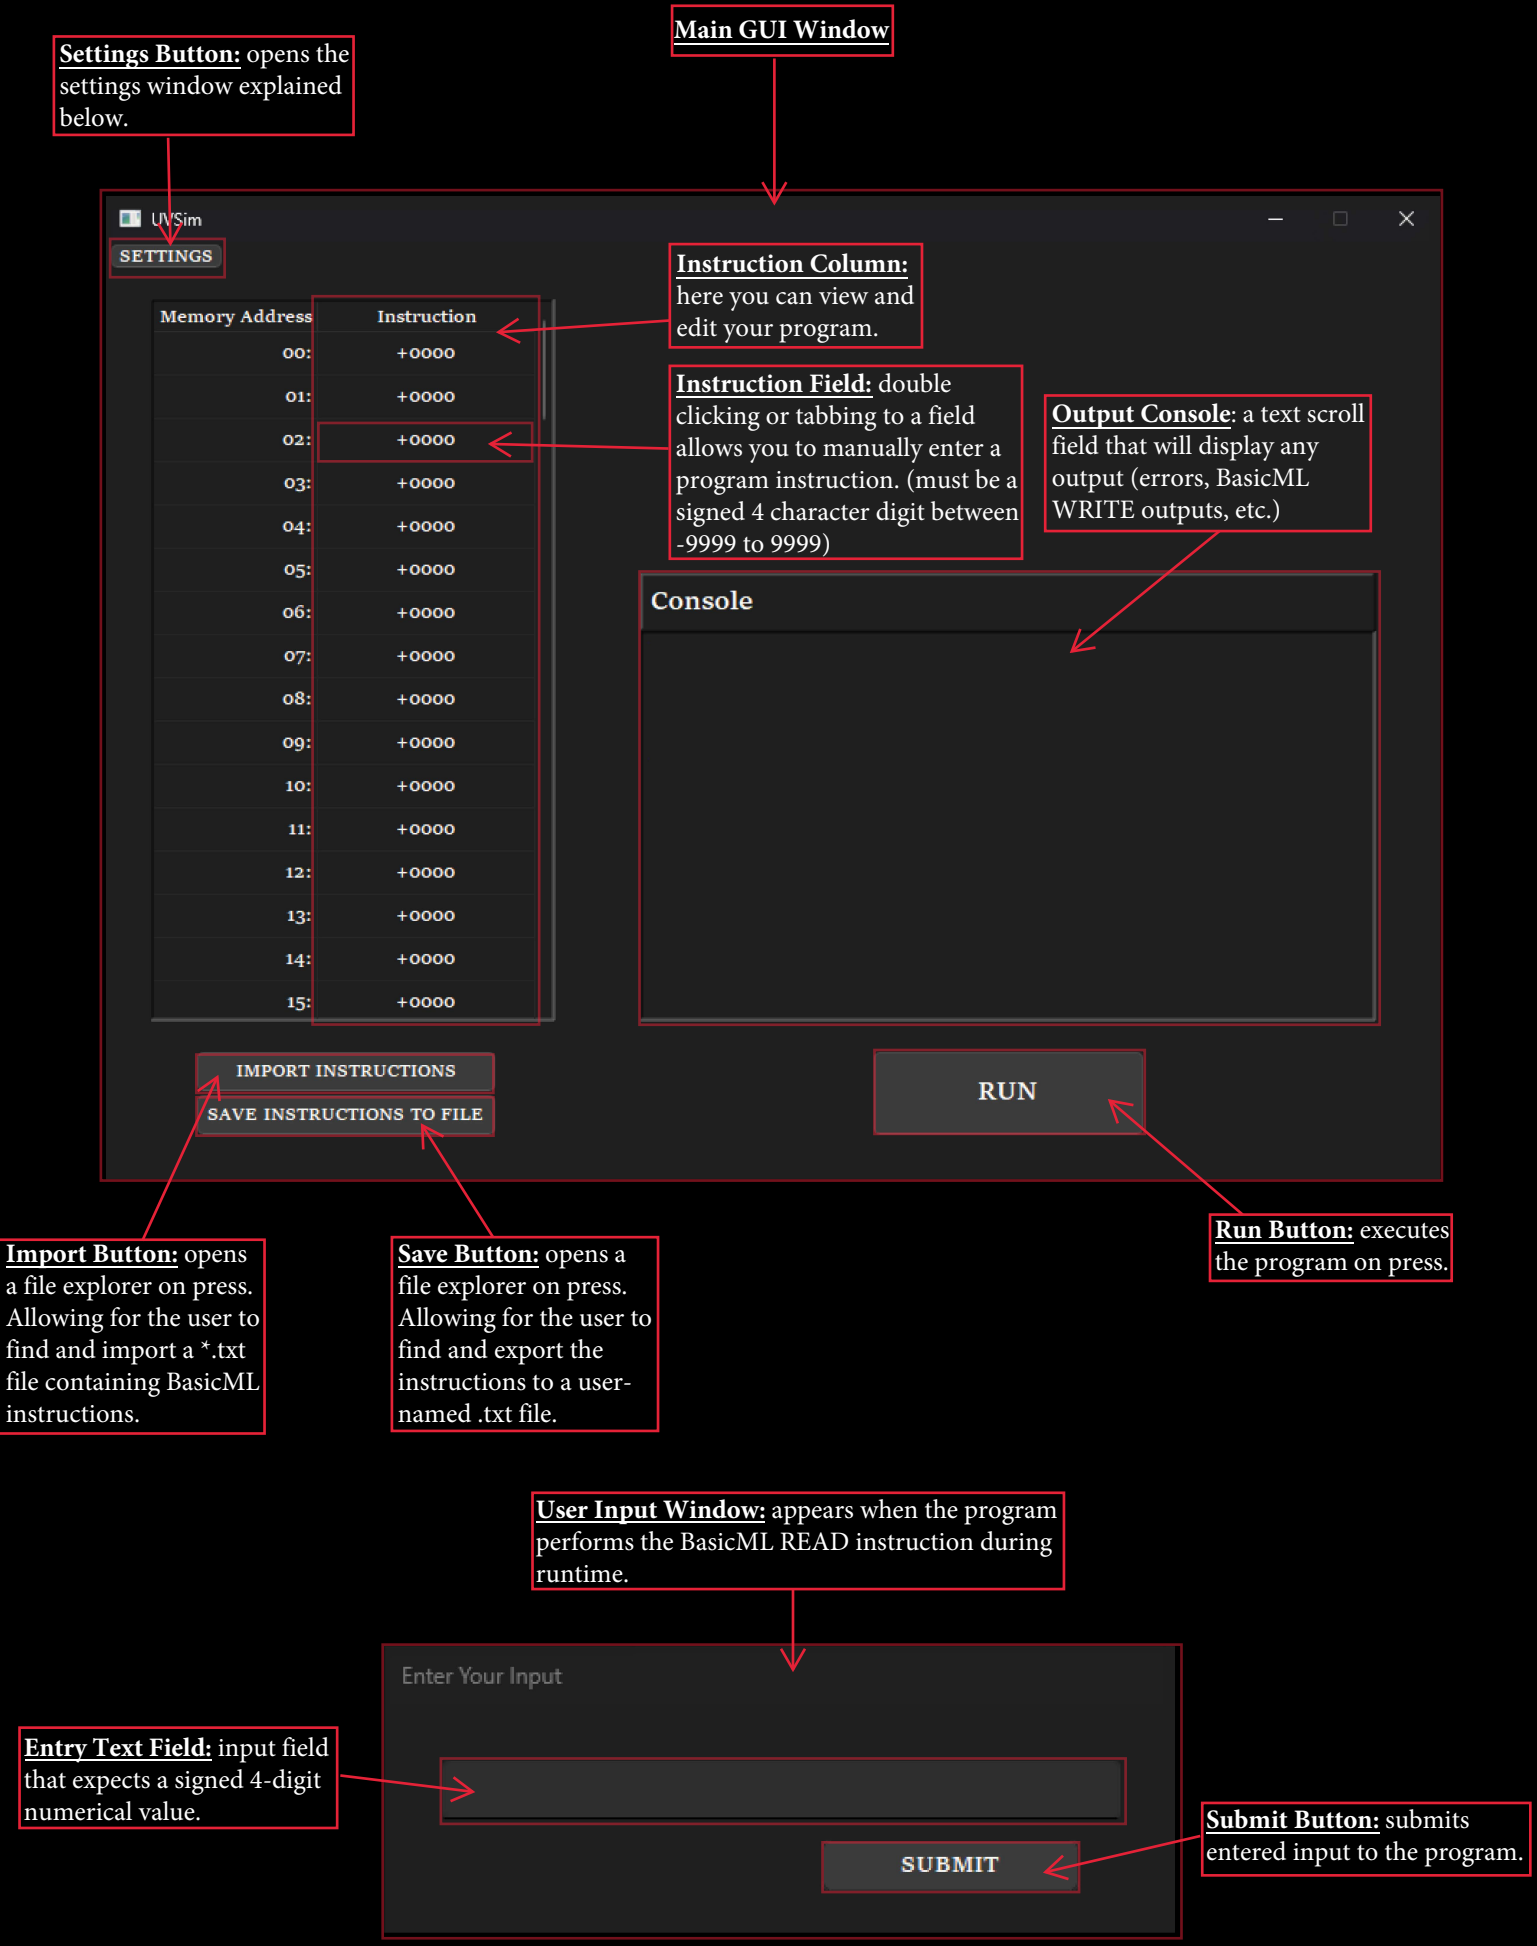 Main GUI Window
Settings Button: opens the
settings window explained
below.
UVSim
SETTINGS
Memory Address Instruction
00: +0000
01: +0000
02: +0000
03: +0000
04: +0000
05: +0000
06: +0000
07: +0000
08: +0000
09: +0000
10: +0000
11: +0000
12: +0000
13: +0000
14: +0000
15: +0000
Instruction Column:
here you can view and
edit your program.
Instruction Field: double
clicking or tabbing to a field
allows you to manually enter a
program instruction. (must be a
signed 4 character digit between
-9999 to 9999)
Output Console: a text scroll
field that will display any
output (errors, BasicML
WRITE outputs, etc.)
Console
IMPORT INSTRUCTIONS
SAVE INSTRUCTIONS TO FILE
RUN
Import Button: opens
a file explorer on press.
Allowing for the user to
find and import a *.txt
file containing BasicML
instructions.
Save Button: opens a
file explorer on press.
Allowing for the user to
find and export the
instructions to a user-
named .txt file.
Run Button: executes
the program on press.
User Input Window: appears when the program
performs the BasicML READ instruction during
runtime.
Enter Your Input
Entry Text Field: input field
that expects a signed 4-digit
numerical value.
SUBMIT
Submit Button: submits
entered input to the program.